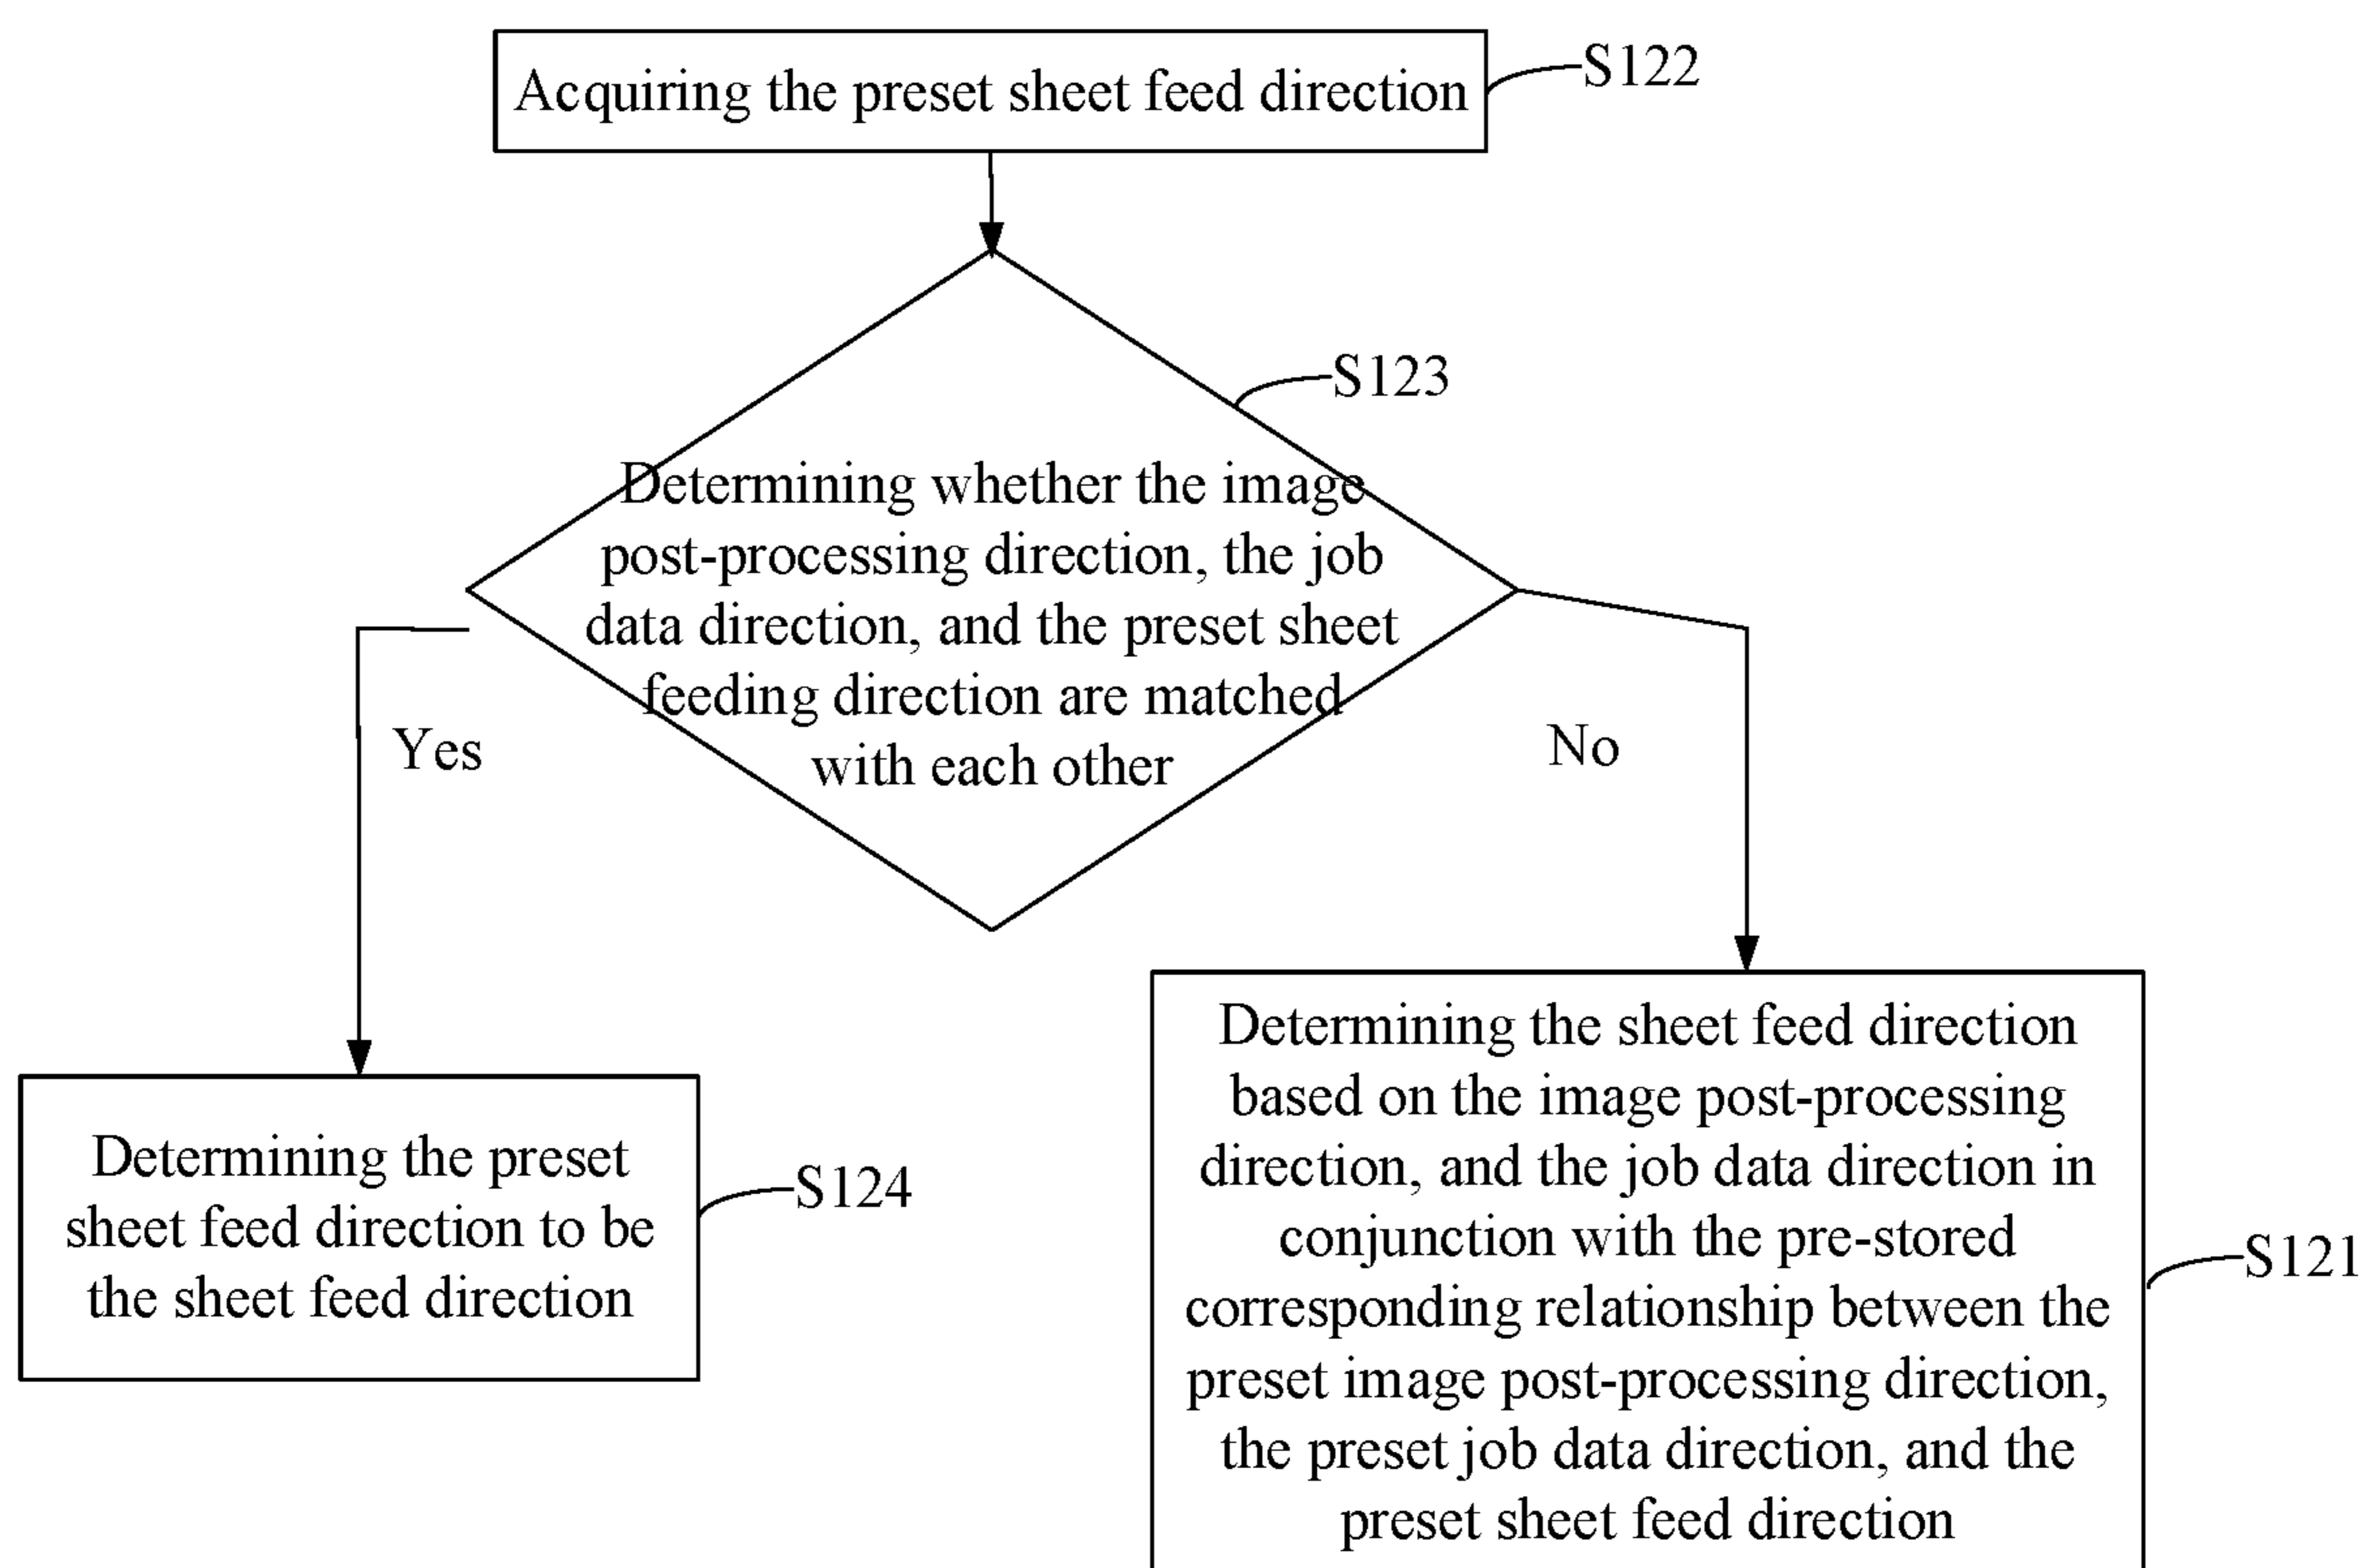 Acquiring the preset sheet feed direction
S122
S123
Determining whether the image
post-processing direction, the job
data direction, and the preset sheet
feeding direction are matched
with each other
Yes
No
Determining the preset
sheet feed direction to be
the sheet feed direction
S124
Determining the sheet feed direction
based on the image post-processing
direction, and the job data direction in
conjunction with the pre-stored
corresponding relationship between the
preset image post-processing direction,
the preset job data direction, and the
preset sheet feed direction
S121